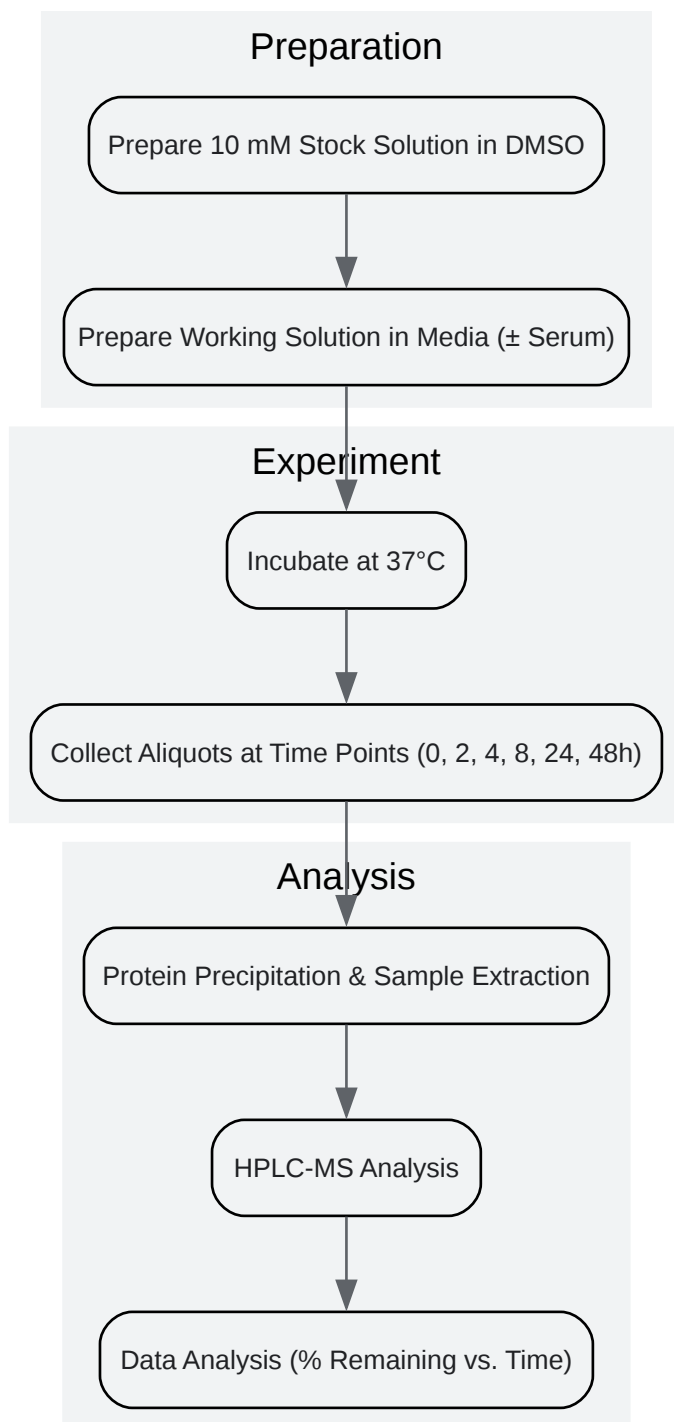 Preparation
Prepare 10 mM Stock Solution in DMSO
Prepare Working Solution in Media (± Serum)
Experiment
Incubate at 37°C
Collect Aliquots at Time Points (0, 2, 4, 8, 24, 48h)
Analysis
Protein Precipitation & Sample Extraction
HPLC-MS Analysis
Data Analysis (% Remaining vs. Time)